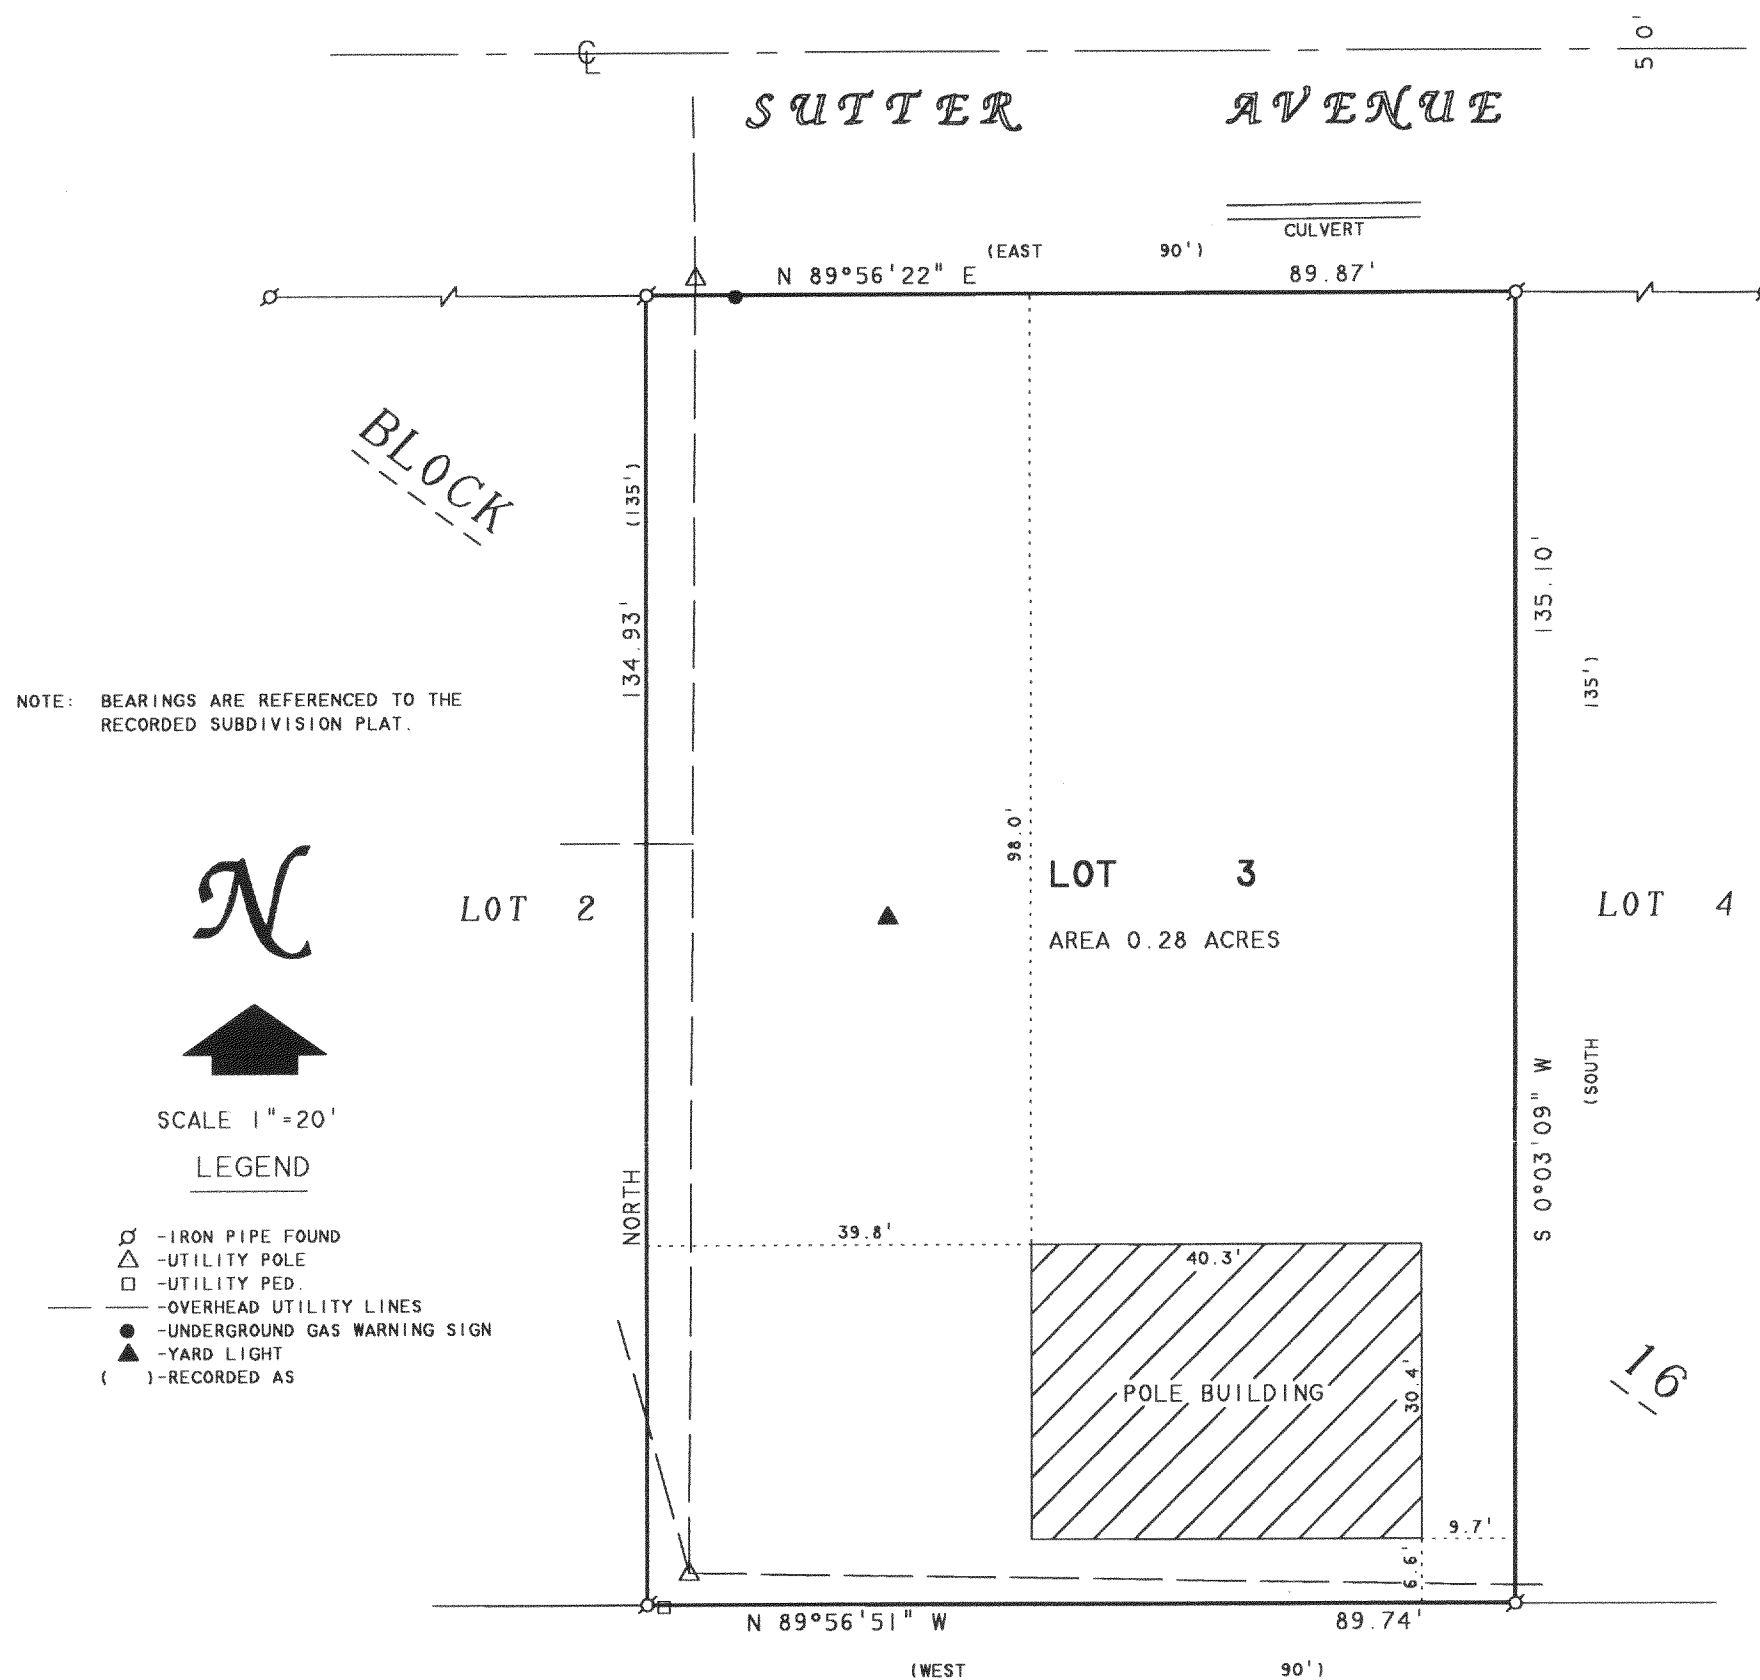 50'
℄
SUTTER AVENUE
CULVERT
(EAST 90')
N 89°56'22" E 89.87'
BLOCK
(135')
134.93'
NORTH
135.10'
135')
S 0°03'09" W
(SOUTH
NOTE: BEARINGS ARE REFERENCED TO THE
RECORDED SUBDIVISION PLAT.
98.0'
LOT 3
AREA 0.28 ACRES
N
LOT 2
LOT 4
SCALE 1"=20'
LEGEND
-IRON PIPE FOUND
-UTILITY POLE
-UTILITY PED.
-OVERHEAD UTILITY LINES
-UNDERGROUND GAS WARNING SIGN
-YARD LIGHT
( )-RECORDED AS
39.8'
40.3'
POLE BUILDING
30.4'
16
9.7'
6.6'
N 89°56'51" W 89.74'
(WEST 90')